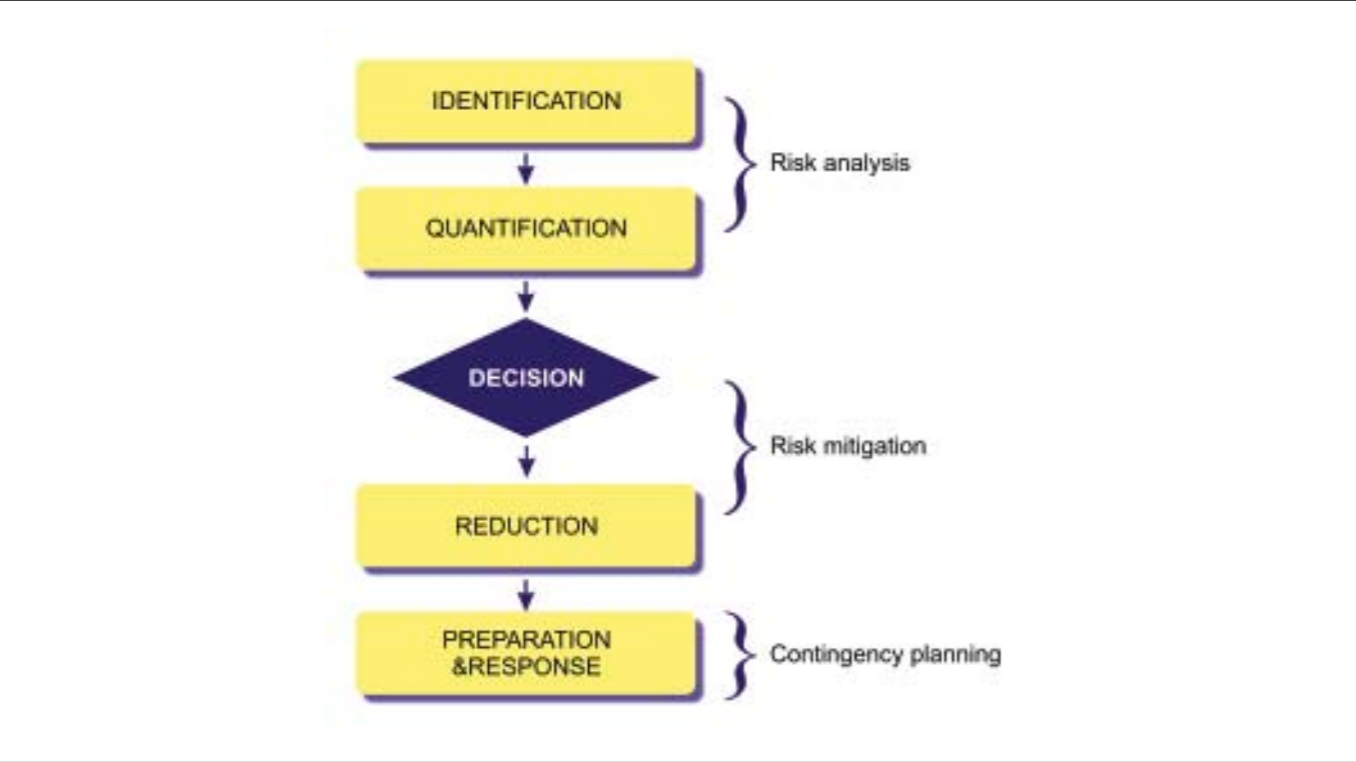 IDENTIFICATION
Risk analysis
QUANTIFICATION
DECISION
Risk mitigation
REDUCTION
PREPARATION
&RESPONSE
Contingency planning